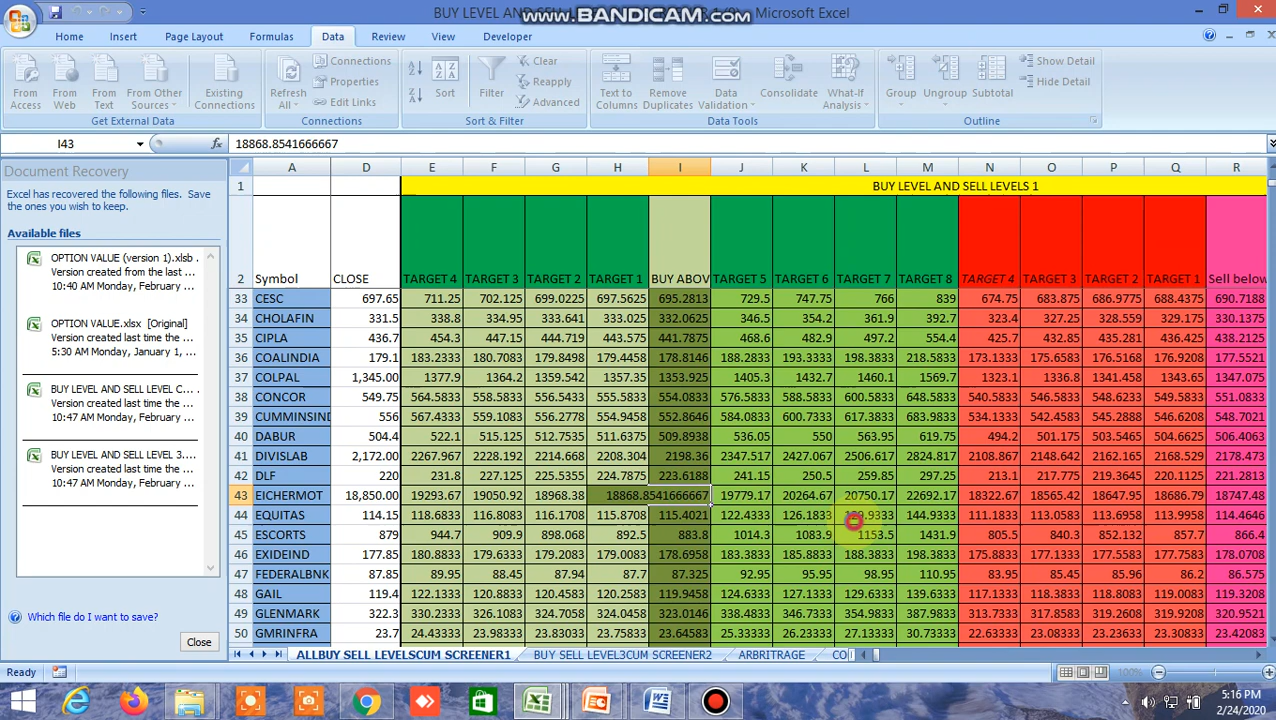 BUY LEVEL AND SEL
www.BANDICAM.com
- Microsoft Excel
Home Insert Page Layout Formulas Data Review View Developer
From Access
From Web
From Text
From Other Sources
Existing Connections
Get External Data
Refresh All
Connections
Properties
Edit Links
Connections
Sort
Filter
Clear
Reapply
Advanced
Sort & Filter
Text to Columns
Remove Duplicates
Data Validation
Consolidate
What-If Analysis
Data Tools
Group
Ungroup
Subtotal
Show Detail
Hide Detail
Outline
I43 fx 18868.8541666667
Document Recovery
Excel has recovered the following files. Save the ones you wish to keep.
Available files
OPTION VALUE (version 1).xlsb .
Version created from the last ...
10:40 AM Monday, February ...
OPTION VALUE.xlsx [Original]
5:30 AM Monday, January 1, ...
BUY LEVEL AND SELL LEVEL C...
Version created last time the ...
10:47 AM Monday, February ...
BUY LEVEL AND SELL LEVEL 3....
Version created last time the ...
10:47 AM Monday, February ...
Which file do I want to save?
Close
A D E F G H I J K L M N O P Q R
1 BUY LEVEL AND SELL LEVELS 1
2 Symbol CLOSE TARGET 4 TARGET 3 TARGET 2 TARGET 1 BUY ABOV TARGET 5 TARGET 6 TARGET 7 TARGET 8 TARGET 4 TARGET 3 TARGET 2 TARGET 1 Sell below
33 CESC 697.65 711.25 702.125 699.0225 697.5625 695.2813 729.5 747.75 766 839 674.75 683.875 686.9775 688.4375 690.7188
34 CHOLAFIN 331.5 338.8 334.95 333.641 333.025 332.0625 346.5 354.2 361.9 392.7 323.4 327.25 328.559 329.175 330.1375
35 CIPLA 436.7 454.3 447.15 444.719 443.575 441.7875 468.6 482.9 497.2 554.4 425.7 432.85 435.281 436.425 438.2125
36 COALINDIA 179.1 183.2333 180.7083 179.8498 179.4458 178.8146 188.2833 193.3333 198.3833 218.5833 173.1333 175.6583 176.5168 176.9208 177.5521
37 COLPAL 1,345.00 1377.9 1364.2 1359.542 1357.35 1353.925 1405.3 1432.7 1460.1 1569.7 1323.1 1336.8 1341.458 1343.65 1347.075
38 CONCOR 549.75 564.5833 558.5833 556.5433 555.5833 554.0833 576.5833 588.5833 600.5833 648.5833 540.5833 546.5833 548.6233 549.5833 551.0833
39 CUMMINSIND 556 567.4333 559.1083 556.2778 554.9458 552.8646 584.0833 600.7333 617.3833 683.9833 534.1333 542.4583 545.2888 546.6208 548.7021
40 DABUR 504.4 522.1 515.125 512.7535 511.6375 509.8938 536.05 550 563.95 619.75 494.2 501.175 503.5465 504.6625 506.4063
41 DIVISLAB 2,172.00 2267.967 2228.192 2214.668 2208.304 2198.36 2347.517 2427.067 2506.617 2824.817 2108.867 2148.642 2162.165 2168.529 2178.473
42 DLF 220 231.8 227.125 225.5355 224.7875 223.6188 241.15 250.5 259.85 297.25 213.1 217.775 219.3645 220.1125 221.2813
43 EICHERMOT 18,850.00 19293.67 19050.92 18968.38 18868.8541666667 19779.17 20264.67 20750.17 22692.17 18322.67 18565.42 18647.95 18686.79 18747.48
44 EQUITAS 114.15 118.6833 116.8083 116.1708 115.8708 115.4021 122.4333 126.1833 .9333 144.9333 111.1833 113.0583 113.6958 113.9958 114.4646
45 ESCORTS 879 944.7 909.9 898.068 892.5 883.8 1014.3 1083.9 1153.5 1431.9 805.5 840.3 852.132 857.7 866.4
46 EXIDEIND 177.85 180.8833 179.6333 179.2083 179.0083 178.6958 183.3833 185.8833 188.3833 198.3833 175.8833 177.1333 177.5583 177.7583 178.0708
47 FEDERALBNK 87.85 89.95 88.45 87.94 87.7 87.325 92.95 95.95 98.95 110.95 83.95 85.45 85.96 86.2 86.575
48 GAIL 119.4 122.1333 120.8833 120.4583 120.2583 119.9458 124.6333 127.1333 129.6333 139.6333 117.1333 118.3833 118.8083 119.0083 119.3208
49 GLENMARK 322.3 330.2333 326.1083 324.7058 324.0458 323.0146 338.4833 346.7333 354.9833 387.9833 313.7333 317.8583 319.2608 319.9208 320.9521
50 GMRINFRA 23.7 24.43333 23.98333 23.83033 23.75833 23.64583 25.33333 26.23333 27.13333 30.73333 22.63333 23.08333 23.23633 23.30833 23.42083
ALLBUY SELL LEVELSCUM SCREENER1 BUY SELL LEVEL3CUM SCREENER2 ARBRITRAGE CO
Ready 100%
5:16 PM
2/24/2020